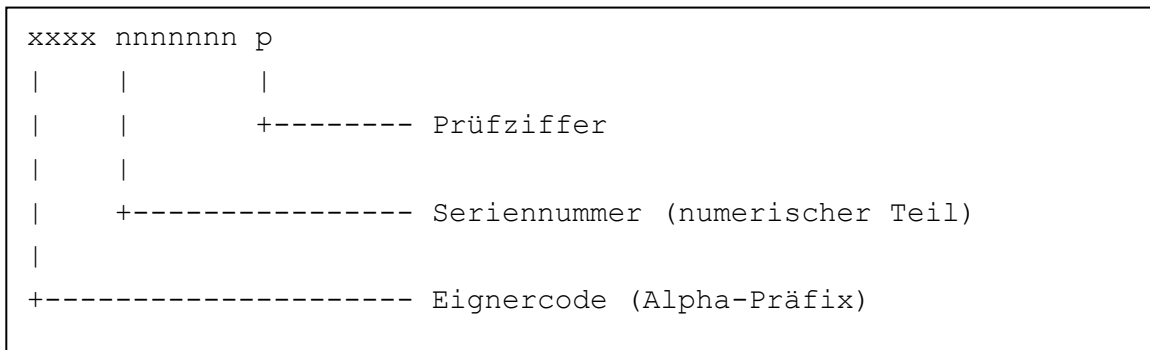 xxxx nnnnnnn p
|    |       |
|    |       +-------- Prüfziffer
|    |
|    +---------------- Seriennummer (numerischer Teil)
|
+--------------------- Eignercode (Alpha-Präfix)